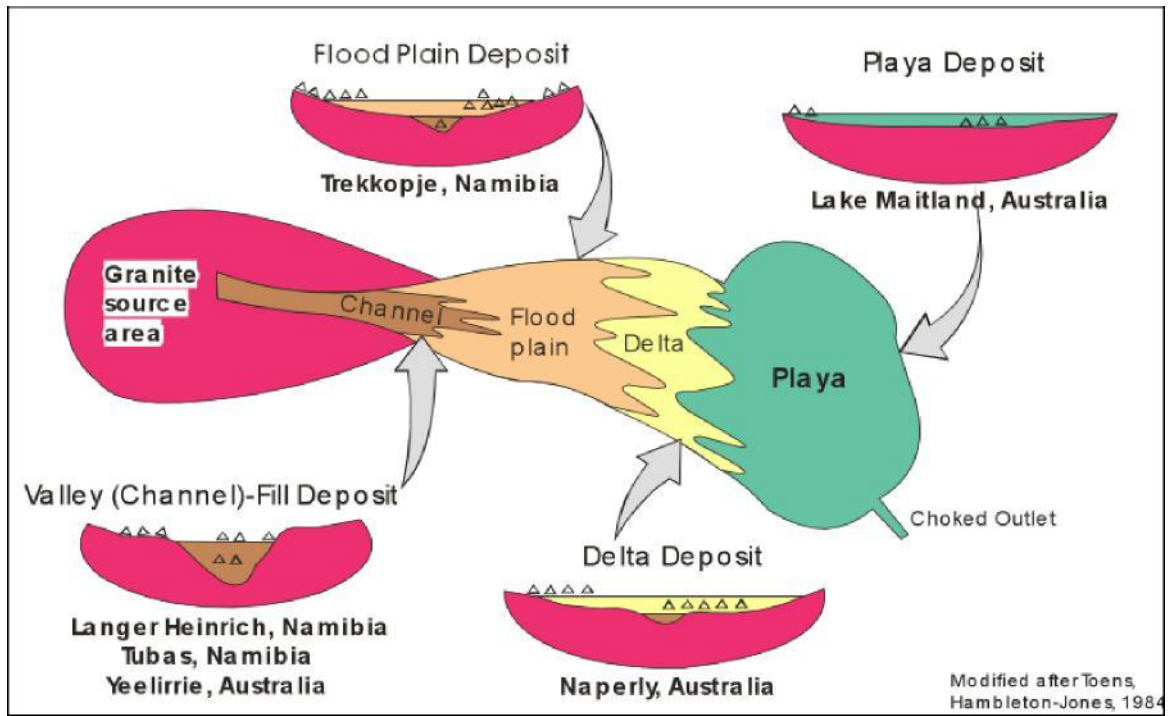 Flood Plain Deposit
Trekkopje, Namibia
Playa Deposit
Lake Maitland, Australia
Granite
source
area
Channel
Flood
plain
Delta
Playa
Choked Outlet
Valley (Channel)-Fill Deposit
Langer Heinrich, Namibia
Tubas, Namibia
Yeelirrie, Australia
Delta Deposit
Naperly, Australia
Modified after Toens,
Hambleton-Jones, 1984